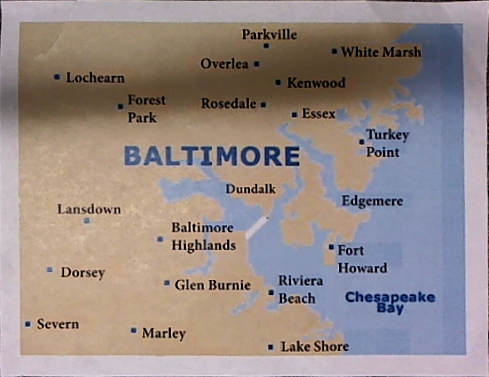 Parkville
White Marsh
Overlea
Lochearn
Kenwood
Forest
Park
Rosedale
Essex
Turkey
Point
BALTIMORE
Dundalk
Edgemere
Lansdown
Baltimore
Highlands
Fort
Howard
Dorsey
Glen Burnie
Riviera
Beach
Chesapeake
Bay
Severn
Marley
Lake Shore